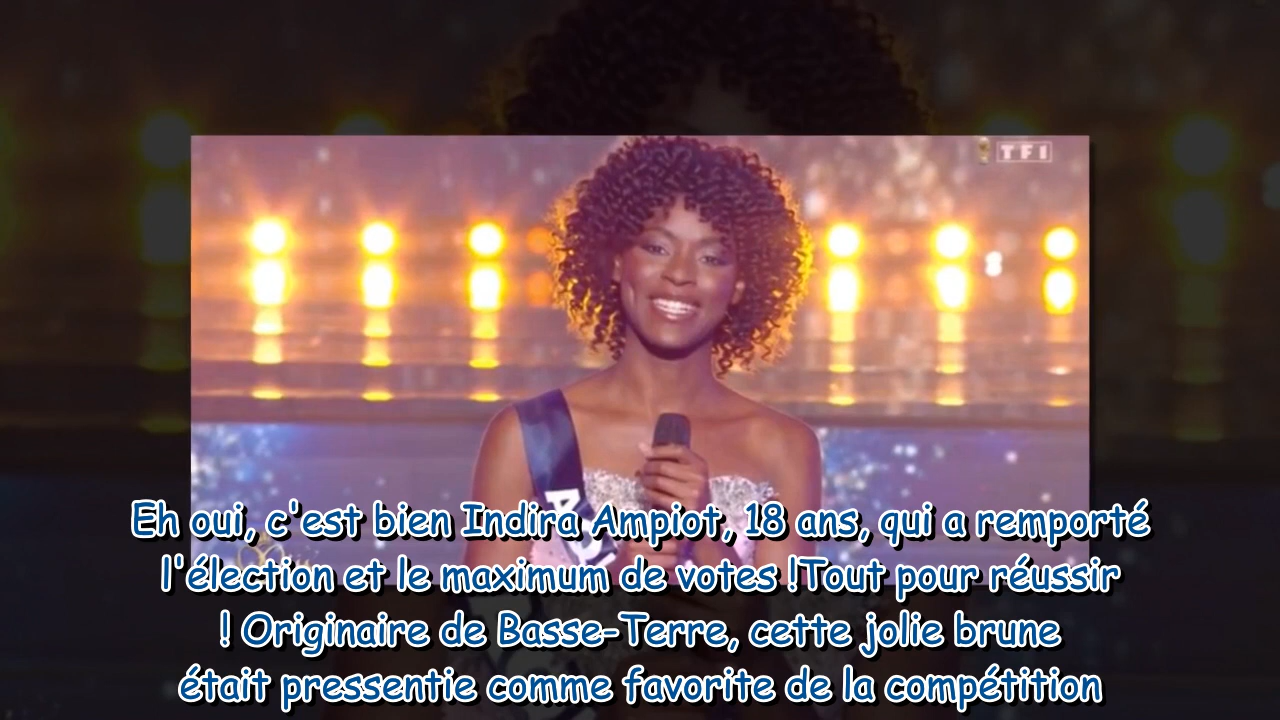 TF1
Eh oui, c'est bien Indira Ampiot, 18 ans, qui a remporté
l'élection et le maximum de votes !Tout pour réussir
! Originaire de Basse-Terre, cette jolie brune
était pressentie comme favorite de la compétition